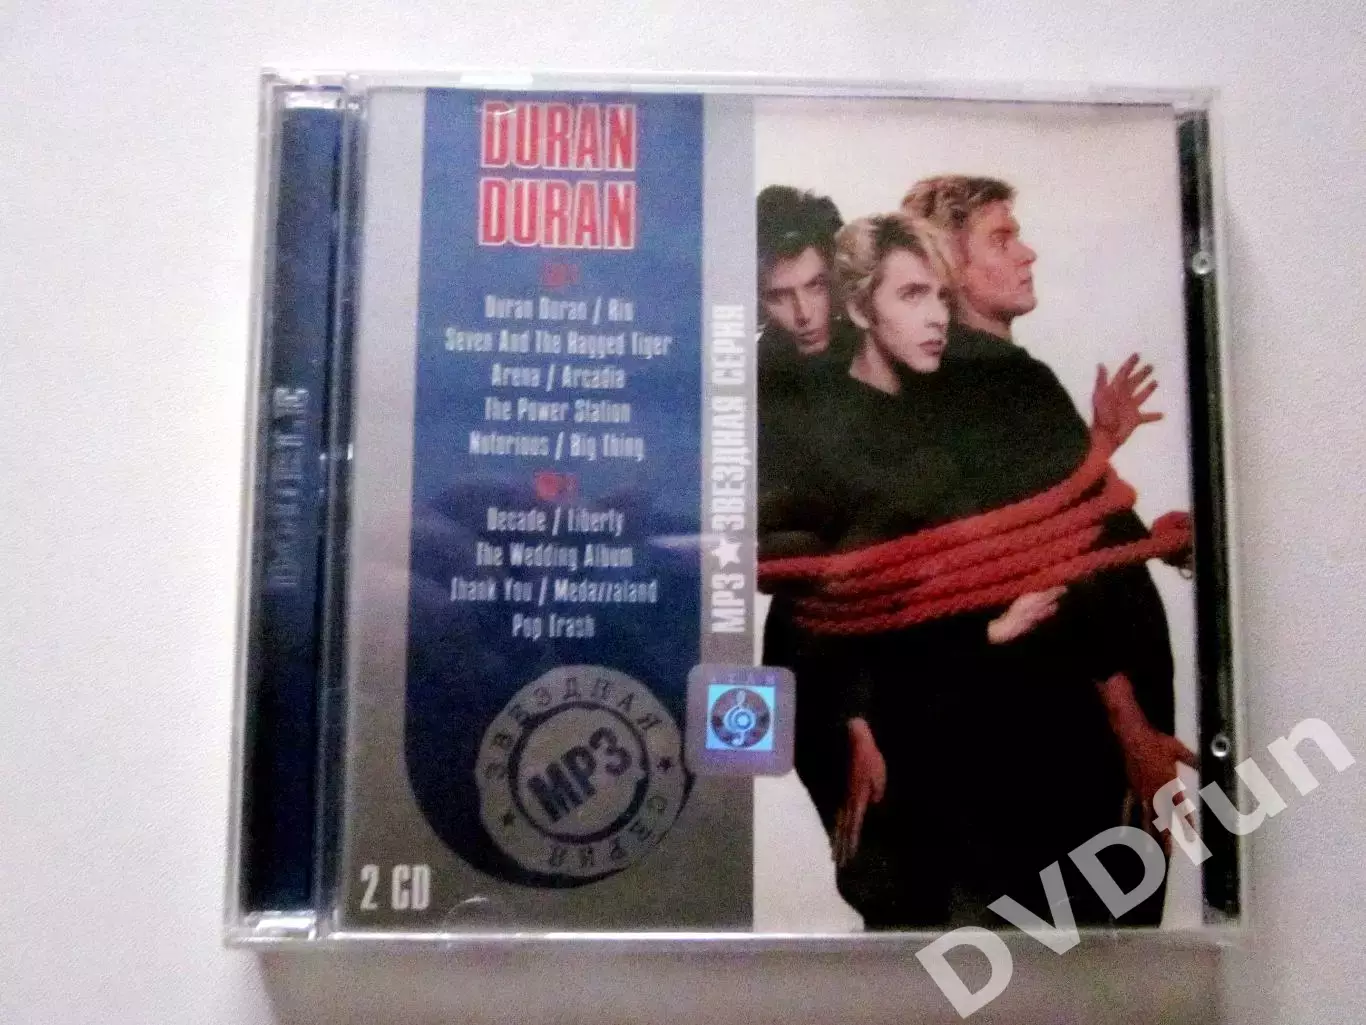 DURAN
DURAN
Duran Duran / Rio
Seven And The Ragged Tiger
Arena / Arcadia
The Power Station
Notorious / Big Thing
Decade / Liberty
The Wedding Album
Thank You / Medazzaland
Pop Trash
MP3 ★ ЗВЕЗДНАЯ СЕРИЯ
ЗВЕЗДНАЯ ★ СЕРИЯ ★
MP3
2 CD
DVDfun